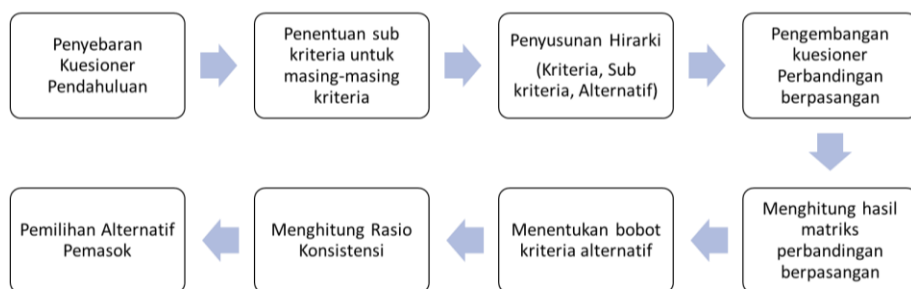 Penyebaran
Kuesioner
Pendahuluan
Penentuan sub
kriteria untuk
masing-masing
kriteria
Penyusunan Hirarki
(Kriteria, Sub
kriteria, Alternatif)
Pengembangan
kuesioner
Perbandingan
berpasangan
Menghitung hasil
matriks
perbandingan
berpasangan
Menentukan bobot
kriteria alternatif
Menghitung Rasio
Konsistensi
Pemilihan Alternatif
Pemasok